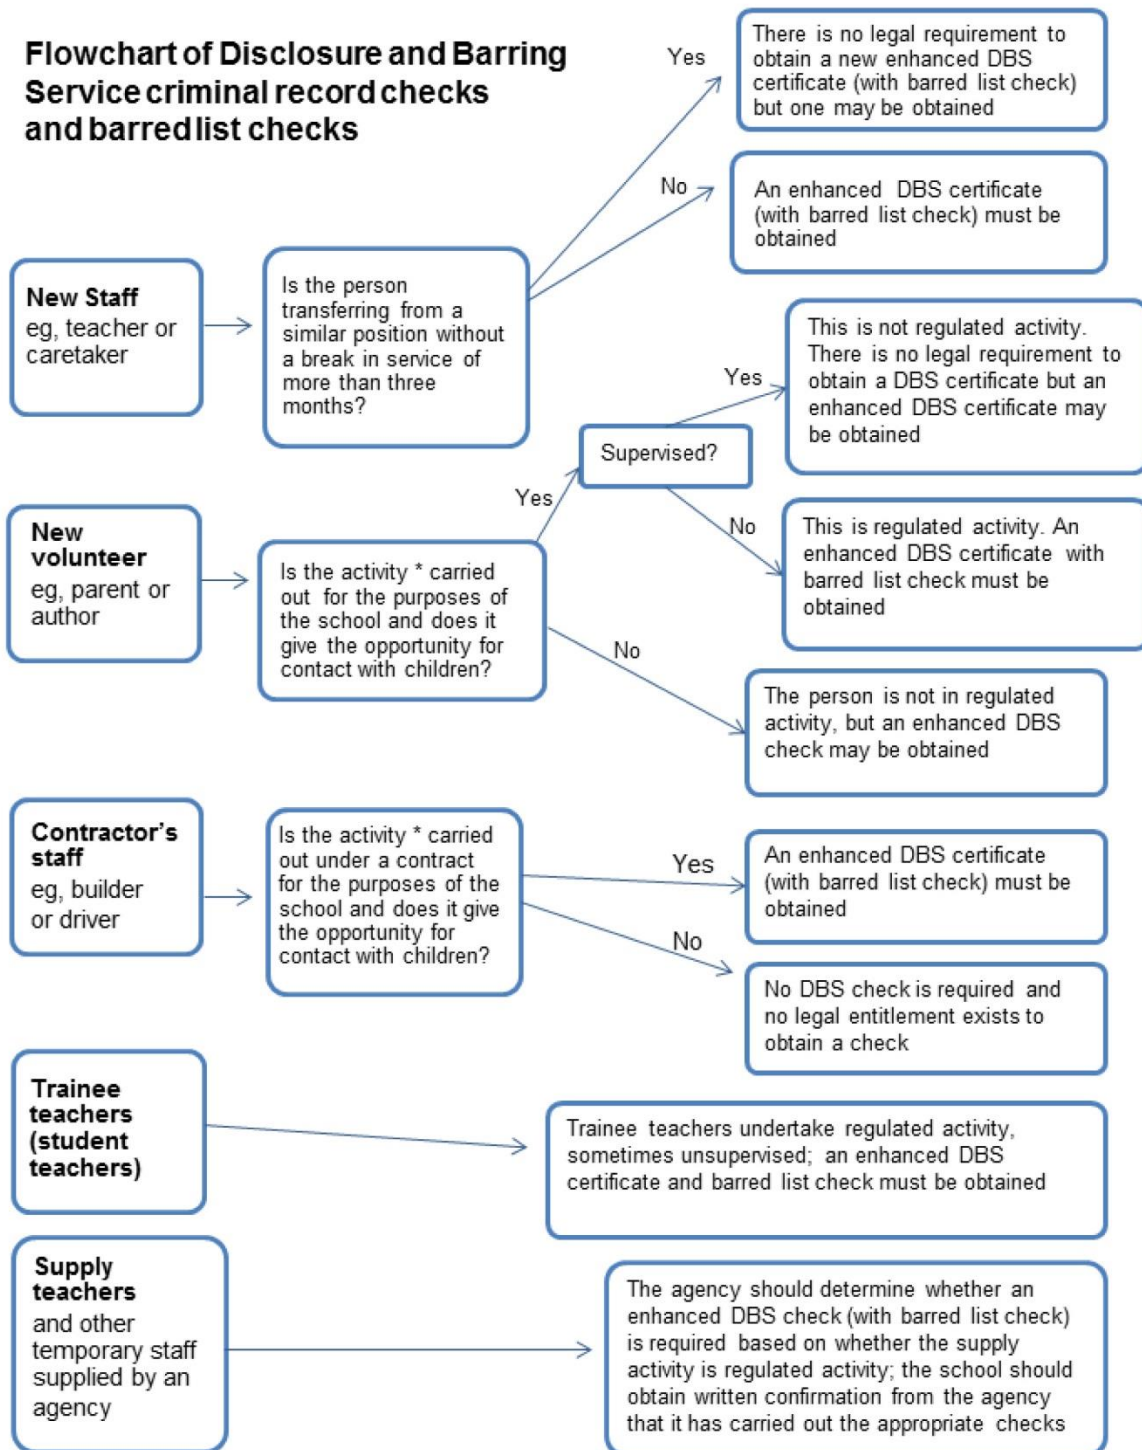 Flowchart of Disclosure and Barring
Service criminal record checks
and barred list checks
New Staff
eg, teacher or
caretaker
Is the person
transferring from a
similar position without
a break in service of
more than three
months?
Yes
There is no legal requirement to
obtain a new enhanced DBS
certificate (with barred list check)
but one may be obtained
No
An enhanced DBS certificate
(with barred list check) must be
obtained
New
volunteer
eg, parent or
author
Is the activity * carried
out for the purposes of
the school and does it
give the opportunity for
contact with children?
Yes
Supervised?
Yes
This is not regulated activity.
There is no legal requirement to
obtain a DBS certificate but an
enhanced DBS certificate may
be obtained
No
This is regulated activity. An
enhanced DBS certificate with
barred list check must be
obtained
No
The person is not in regulated
activity, but an enhanced DBS
check may be obtained
Contractor's
staff
eg, builder
or driver
Is the activity * carried
out under a contract
for the purposes of the
school and does it give
the opportunity for
contact with children?
Yes
An enhanced DBS certificate
(with barred list check) must be
obtained
No
No DBS check is required and
no legal entitlement exists to
obtain a check
Trainee
teachers
(student
teachers)
Trainee teachers undertake regulated activity,
sometimes unsupervised; an enhanced DBS
certificate and barred list check must be obtained
Supply
teachers
and other
temporary staff
supplied by an
agency
The agency should determine whether an
enhanced DBS check (with barred list check)
is required based on whether the supply
activity is regulated activity; the school should
obtain written confirmation from the agency
that it has carried out the appropriate checks